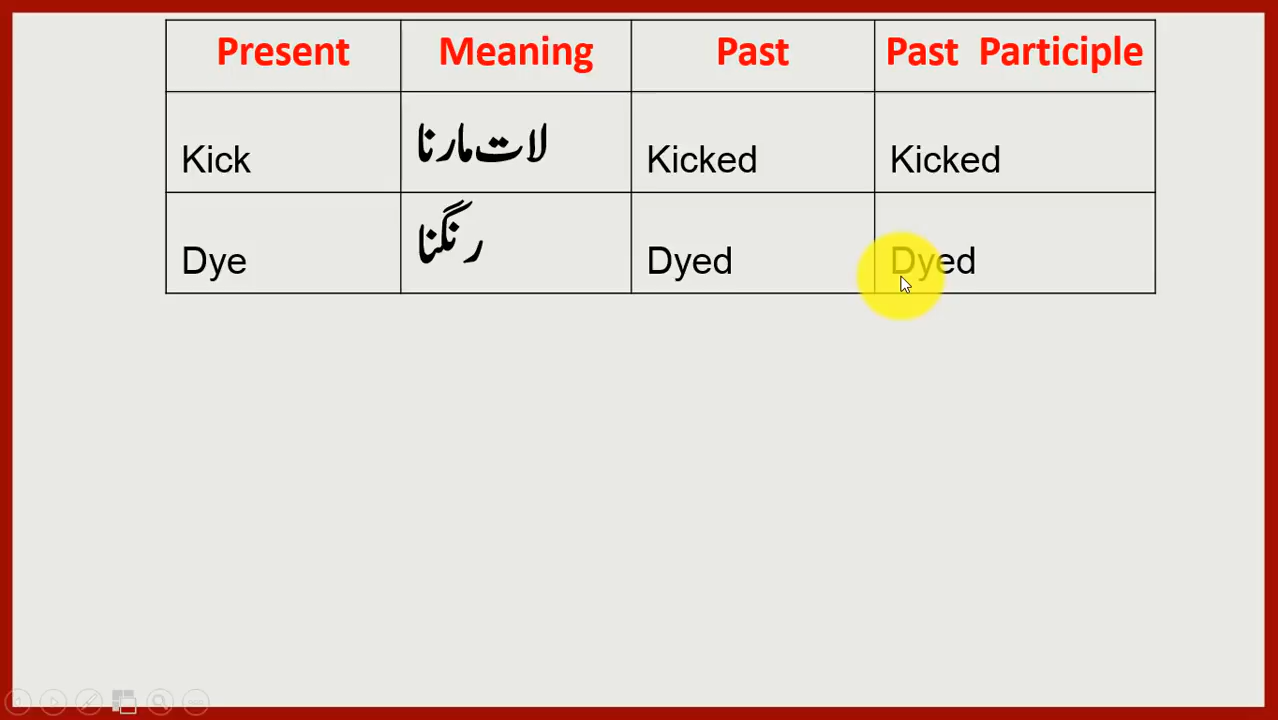 Present Meaning Past Past Participle
Kick لات مارنا Kicked Kicked
Dye رنگنا Dyed Dyed